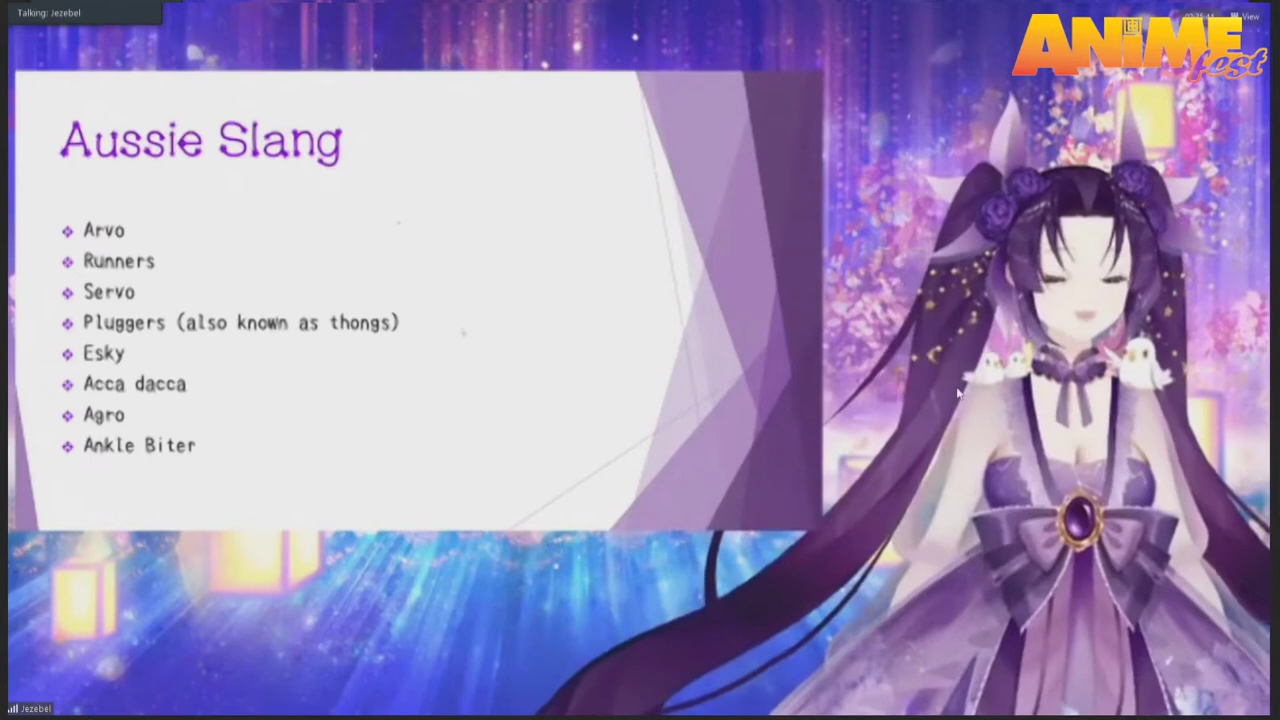 Talking: Jezebel
View
ANiME
fest
Aussie Slang
Arvo
Runners
Servo
Pluggers (also known as thongs)
Esky
Acca dacca
Agro
Ankle Biter
Jezebel